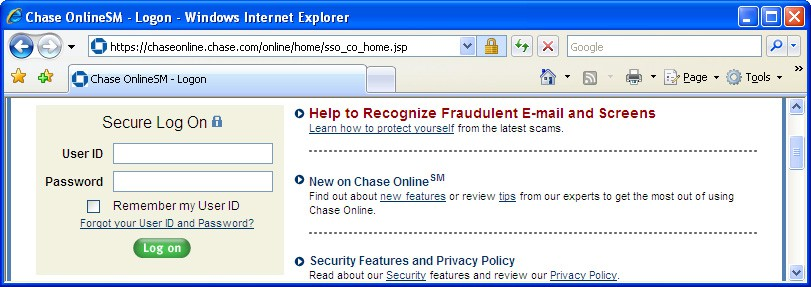 Chase OnlineSM - Logon - Windows Internet Explorer
https://chaseonline.chase.com/online/home/sso_co_home.jsp
Google
Chase OnlineSM - Logon
Page
Tools
Secure Log On
User ID
Password
Remember my User ID
Forgot your User ID and Password?
Log on
Help to Recognize Fraudulent E-mail and Screens
Learn how to protect yourself from the latest scams.
New on Chase OnlineSM
Find out about new features or review tips from our experts to get the most out of using
Chase Online.
Security Features and Privacy Policy
Read about our Security features and review our Privacy Policy.